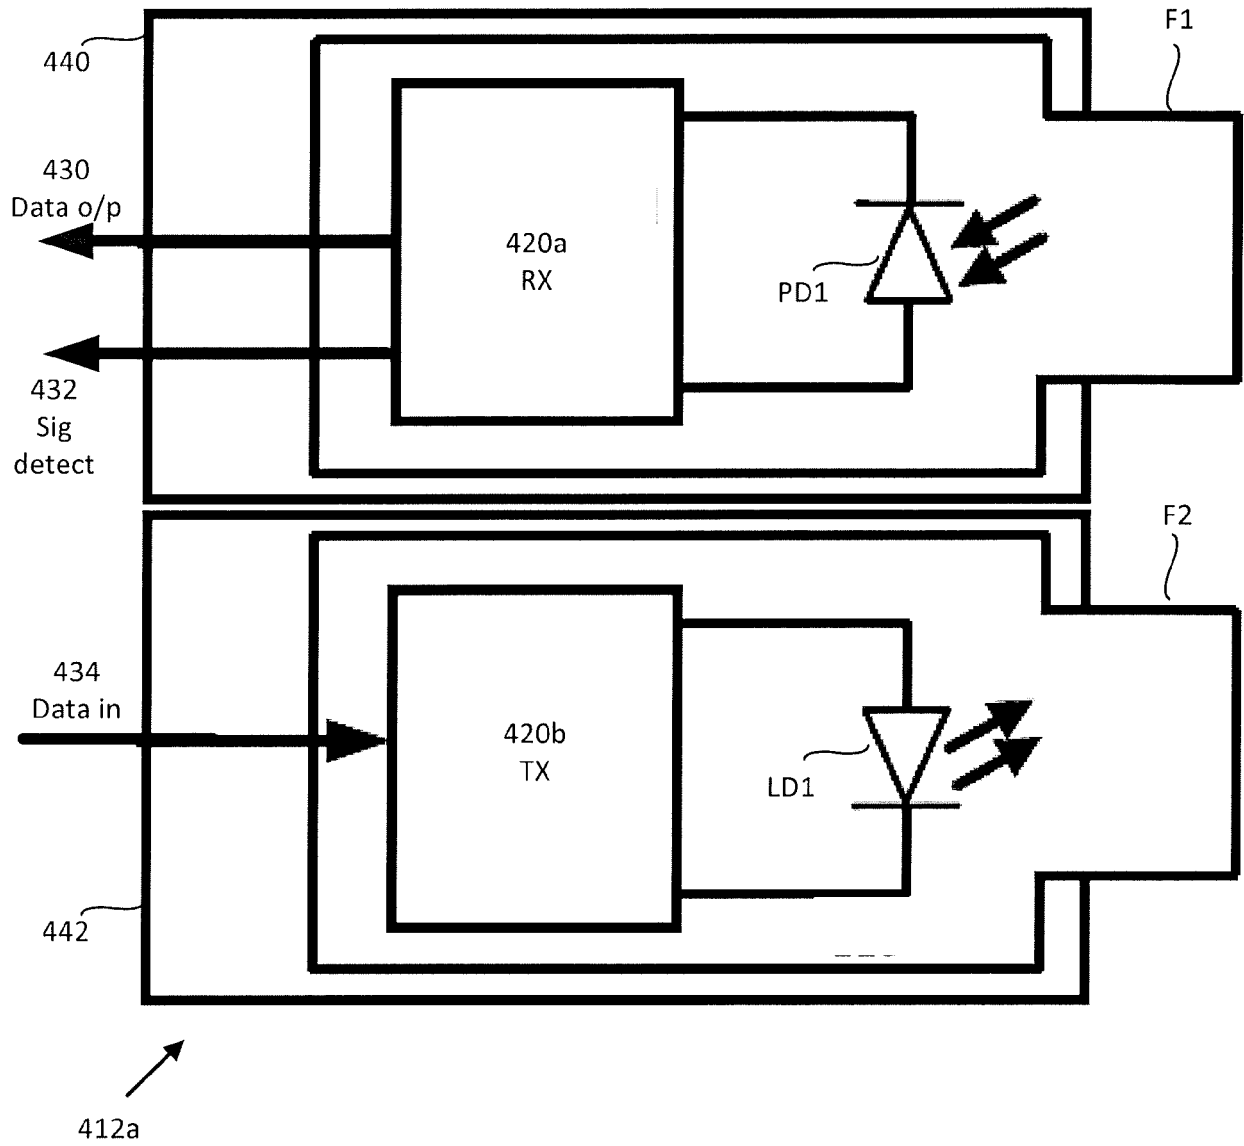 F1
440
430
Data o/p
420a
RX
PD1
432
Sig
detect
F2
434
Data in
420b
TX
LD1
442
412a